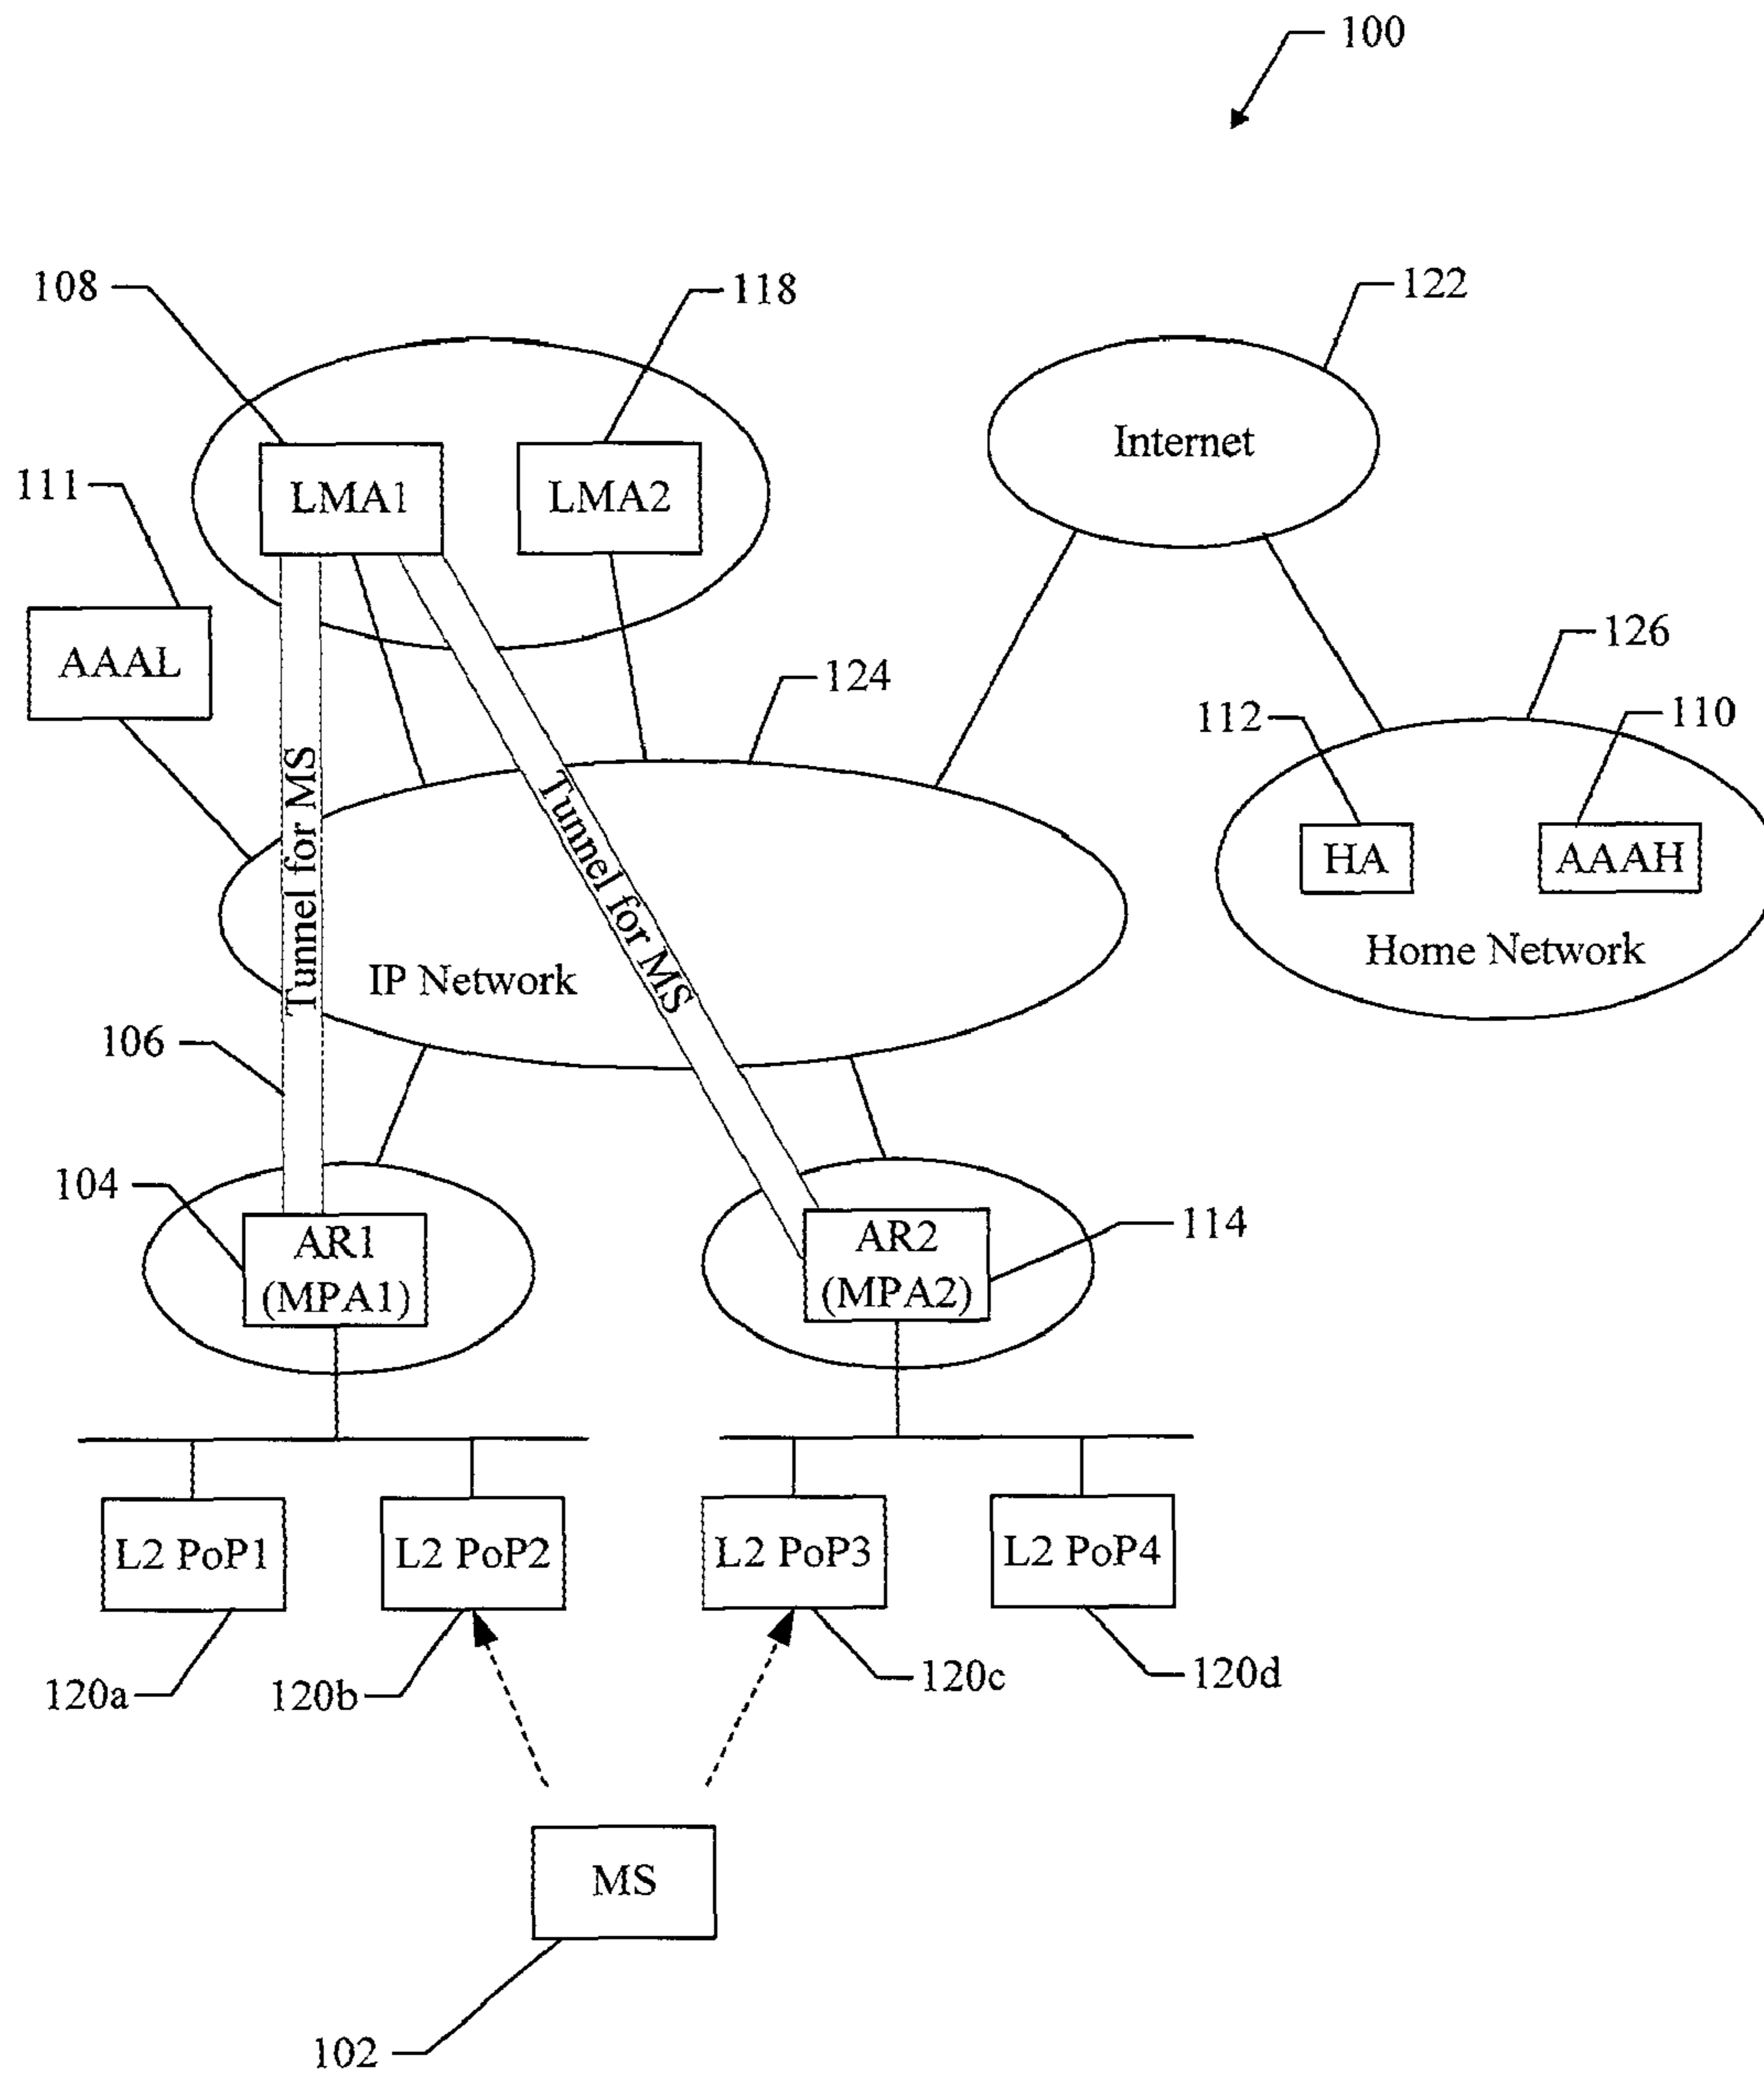 100
108
118
122
LMA1
LMA2
Internet
111
AAAL
126
124
112
110
HA
AAAH
Home Network
Tunnel for MS
Tunnel for MS
IP Network
106
104
AR1
(MPA1)
AR2
(MPA2)
114
L2 PoP1
L2 PoP2
L2 PoP3
L2 PoP4
120a
120b
120c
120d
MS
102